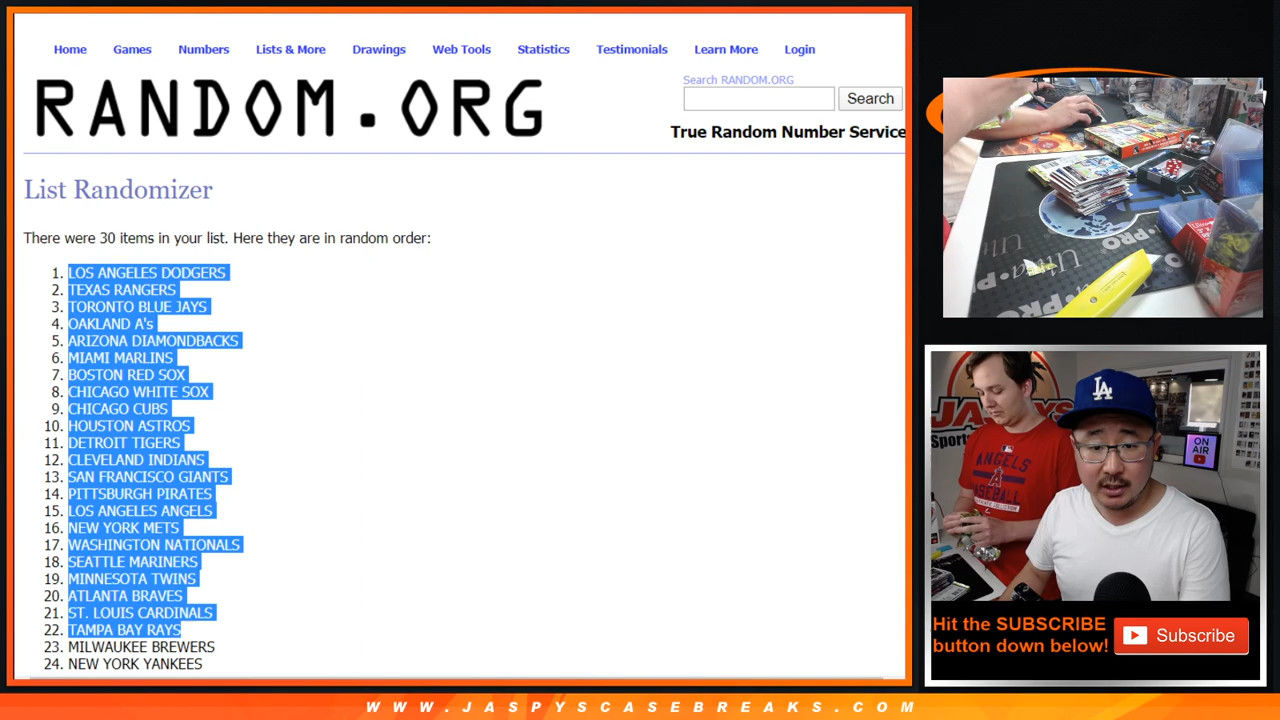 Home Games Numbers Lists & More Drawings Web Tools Statistics Testimonials Learn More Login
RANDOM.ORG
Search RANDOM.ORG
Search
True Random Number Service
List Randomizer
There were 30 items in your list. Here they are in random order:
1. LOS ANGELES DODGERS
2. TEXAS RANGERS
3. TORONTO BLUE JAYS
4. OAKLAND A's
5. ARIZONA DIAMONDBACKS
6. MIAMI MARLINS
7. BOSTON RED SOX
8. CHICAGO WHITE SOX
9. CHICAGO CUBS
10. HOUSTON ASTROS
11. DETROIT TIGERS
12. CLEVELAND INDIANS
13. SAN FRANCISCO GIANTS
14. PITTSBURGH PIRATES
15. LOS ANGELES ANGELS
16. NEW YORK METS
17. WASHINGTON NATIONALS
18. SEATTLE MARINERS
19. MINNESOTA TWINS
20. ATLANTA BRAVES
21. ST. LOUIS CARDINALS
22. TAMPA BAY RAYS
23. MILWAUKEE BREWERS
24. NEW YORK YANKEES
Ultra PRO
ANGELS
BASEBALL
LA
ON
AIR
Hit the SUBSCRIBE
button down below!
Subscribe
WWW.JASPYSCASEBREAKS.COM